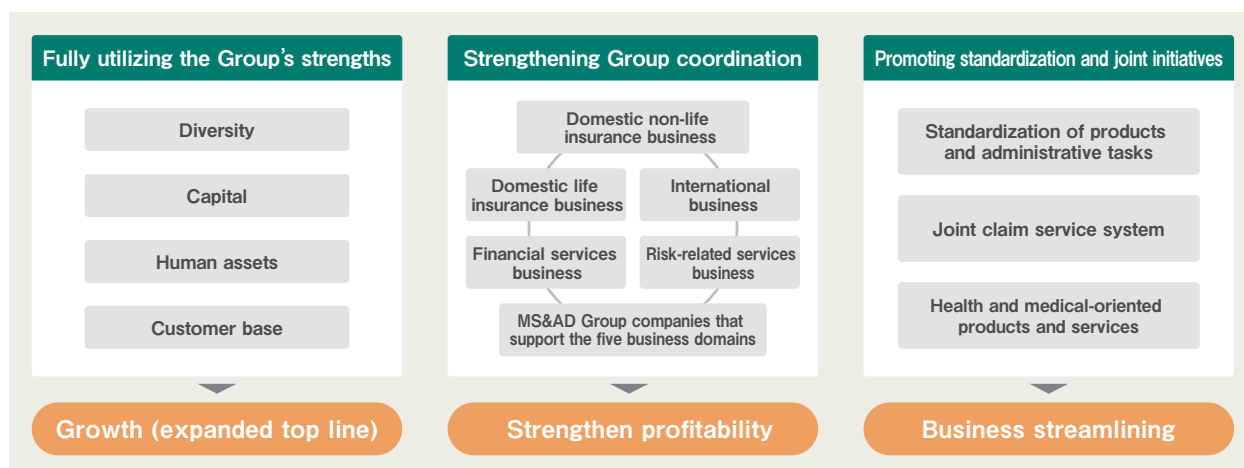 Fully utilizing the Group's strengths
Diversity
Capital
Human assets
Customer base
Growth (expanded top line)
Strengthening Group coordination
Domestic non-life
insurance business
Domestic life
insurance business
International
business
Financial services
business
Risk-related services
business
MS&AD Group companies that
support the five business domains
Strengthen profitability
Promoting standardization and joint initiatives
Standardization of products
and administrative tasks
Joint claim service system
Health and medical-oriented
products and services
Business streamlining